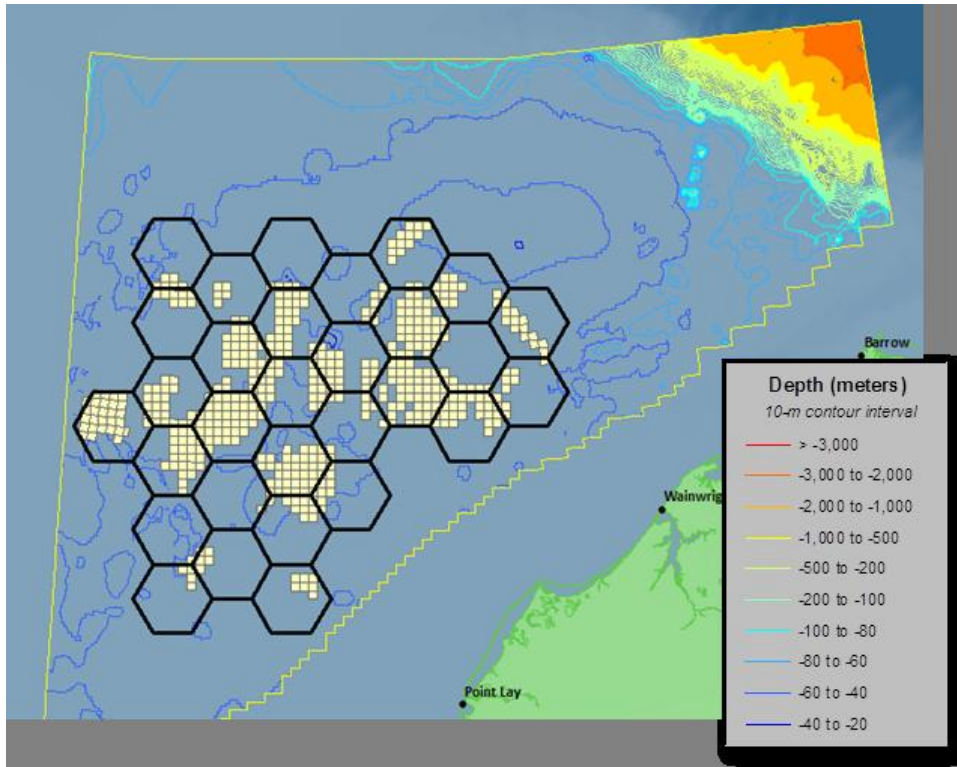 Barrow
Depth (meters)
10-m contour interval
> -3,000
-3,000 to -2,000
-2,000 to -1,000
-1,000 to -500
-500 to -200
-200 to -100
-100 to -80
-80 to -60
-60 to -40
-40 to -20
Wainwrig
Point Lay